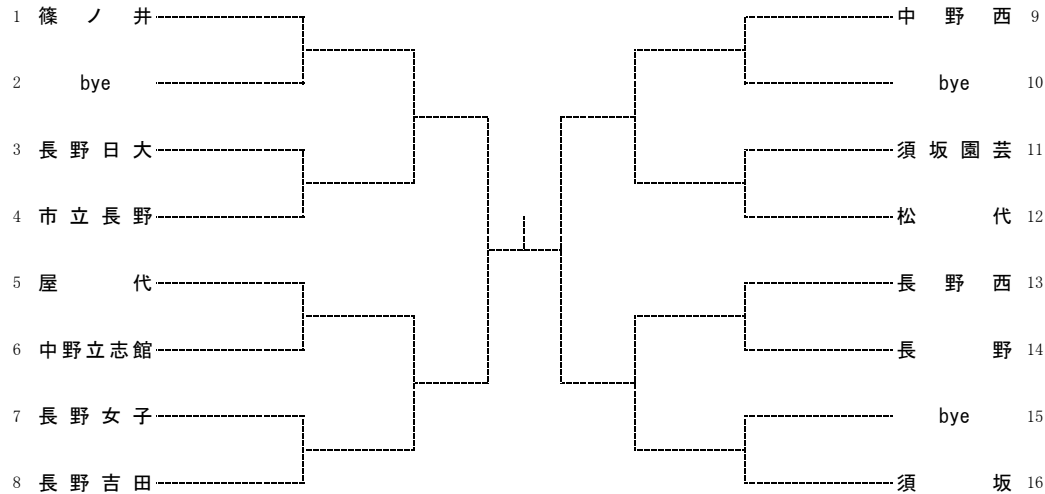 1 篠ノ井
2 bye
3 長野日大
4 市立長野
5 屋代
6 中野立志館
7 長野女子
8 長野吉田
中野西 9
bye 10
須坂園芸 11
松代 12
長野西 13
長野 14
bye 15
須坂 16